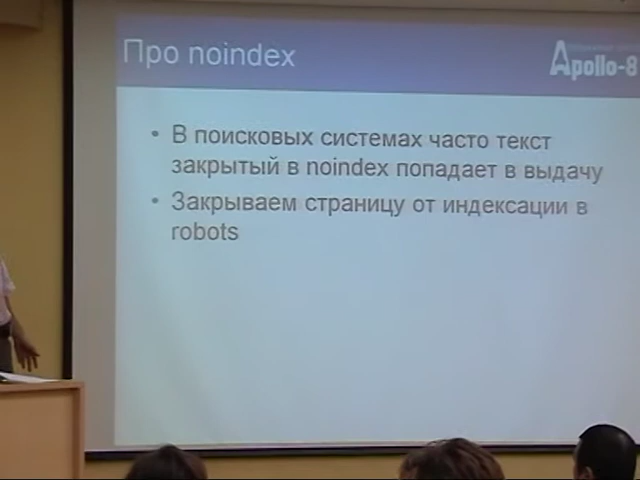 Про noindex
Apollo-8
• В поисковых системах часто текст
закрытый в noindex попадает в выдачу
• Закрываем страницу от индексации в
robots